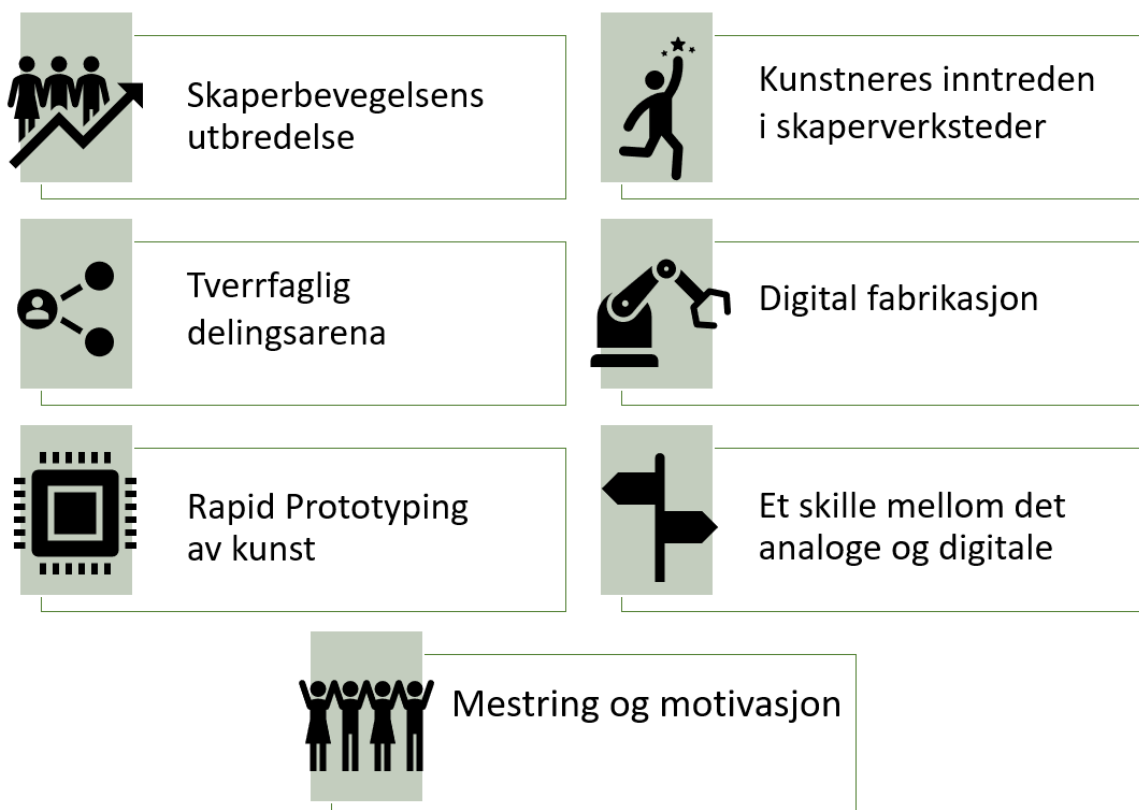 Skaperbevegelsens
utbredelse
Kunstneres inntreden
i skaperverksteder
Tverrfaglig
delingsarena
Digital fabrikasjon
Rapid Prototyping
av kunst
Et skille mellom det
analoge og digitale
Mestring og motivasjon